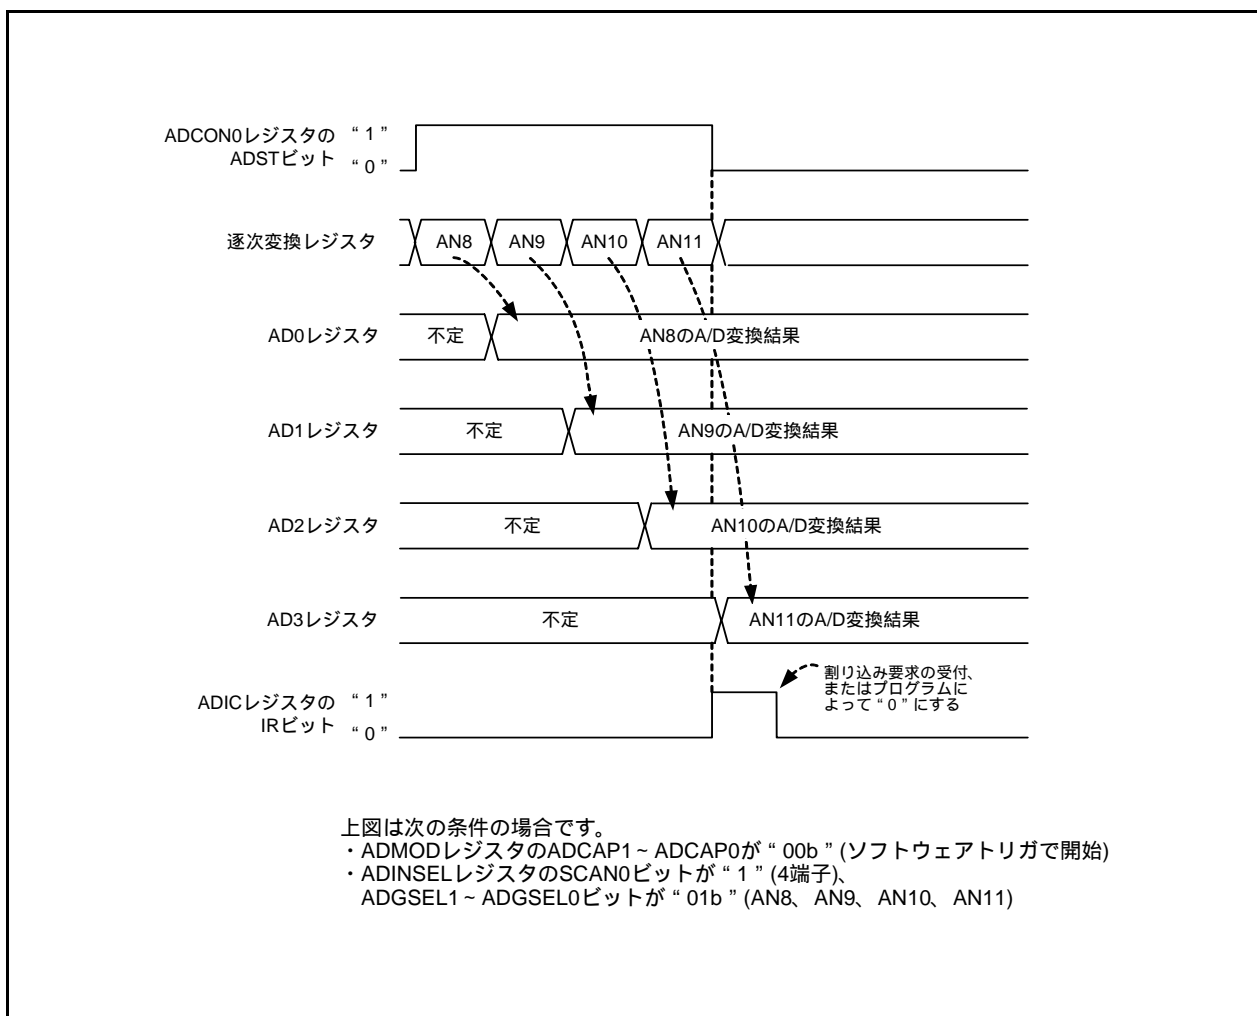 ADCON0レジスタの “ 1 ”
ADSTビット “ 0 ”
逐次変換レジスタ AN8 AN9 AN10 AN11
AD0レジスタ 不定 AN8のA/D変換結果
AD1レジスタ 不定 AN9のA/D変換結果
AD2レジスタ 不定 AN10のA/D変換結果
AD3レジスタ 不定 AN11のA/D変換結果
ADICレジスタの “ 1 ”
IRビット “ 0 ”
割り込み要求の受付、
またはプログラムに
よって “ 0 ” にする
上図は次の条件の場合です。
・ADMODレジスタのADCAP1~ADCAP0が “ 00b ” (ソフトウェアトリガで開始)
・ADINSELレジスタのSCAN0ビットが “ 1 ” (4端子)、
ADGSEL1~ADGSEL0ビットが “ 01b ” (AN8、AN9、AN10、AN11)